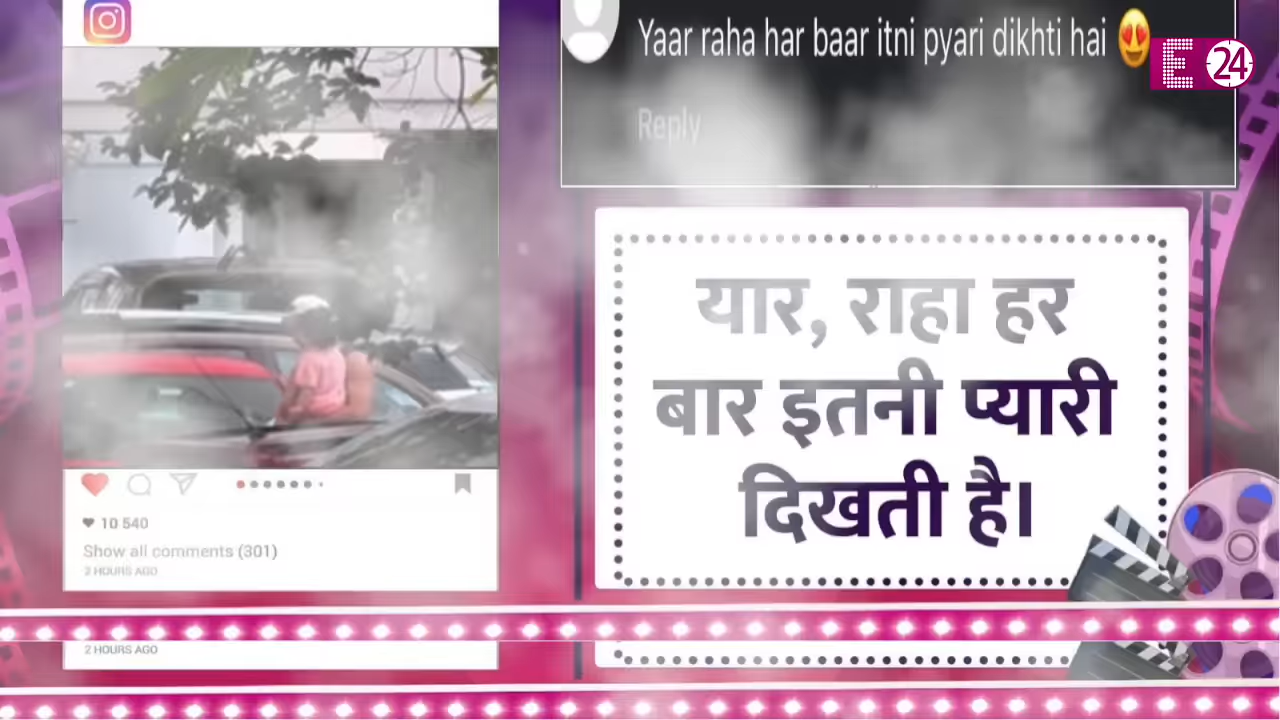 Yaar raha har baar itni pyari dikhti hai 😍
E 24
Reply
यार, राहा हर
बार इतनी प्यारी
दिखती है।
10 540
Show all comments (301)
2 HOURS AGO
2 HOURS AGO